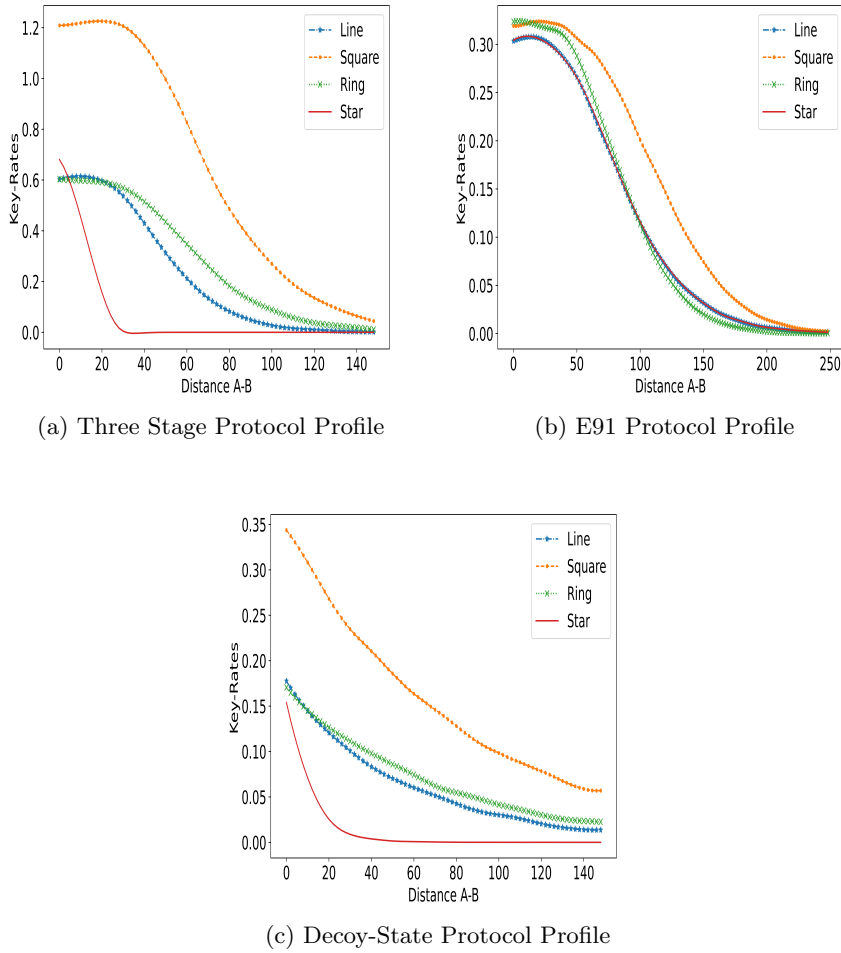 1.2
1.0
0.8
0.6
0.4
0.2
0.0
Key-Rates
0 20 40 60 80 100 120 140
Distance A-B
Line
Square
Ring
Star
(a) Three Stage Protocol Profile
0.30
0.25
0.20
0.15
0.10
0.05
0.00
Key-Rates
0 50 100 150 200 250
Distance A-B
Line
Square
Ring
Star
(b) E91 Protocol Profile
0.35
0.30
0.25
0.20
0.15
0.10
0.05
0.00
Key-Rates
0 20 40 60 80 100 120 140
Distance A-B
Line
Square
Ring
Star
(c) Decoy-State Protocol Profile